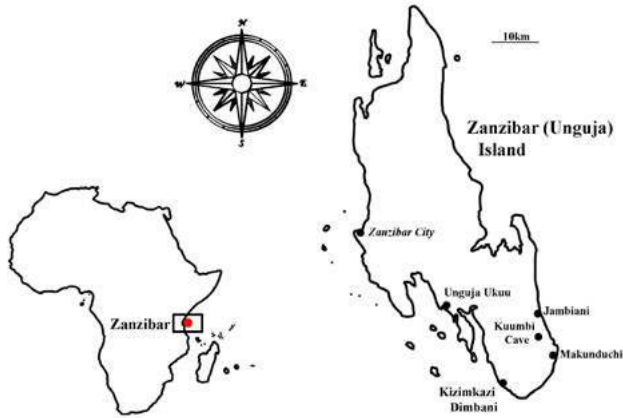 N
W
E
S
10km
Zanzibar (Unguja)
Island
Zanzibar City
Unguja Ukuu
Zanzibar
Jambiani
Kuumbi
Cave
Makunduchi
Kizimkazi
Dimbani